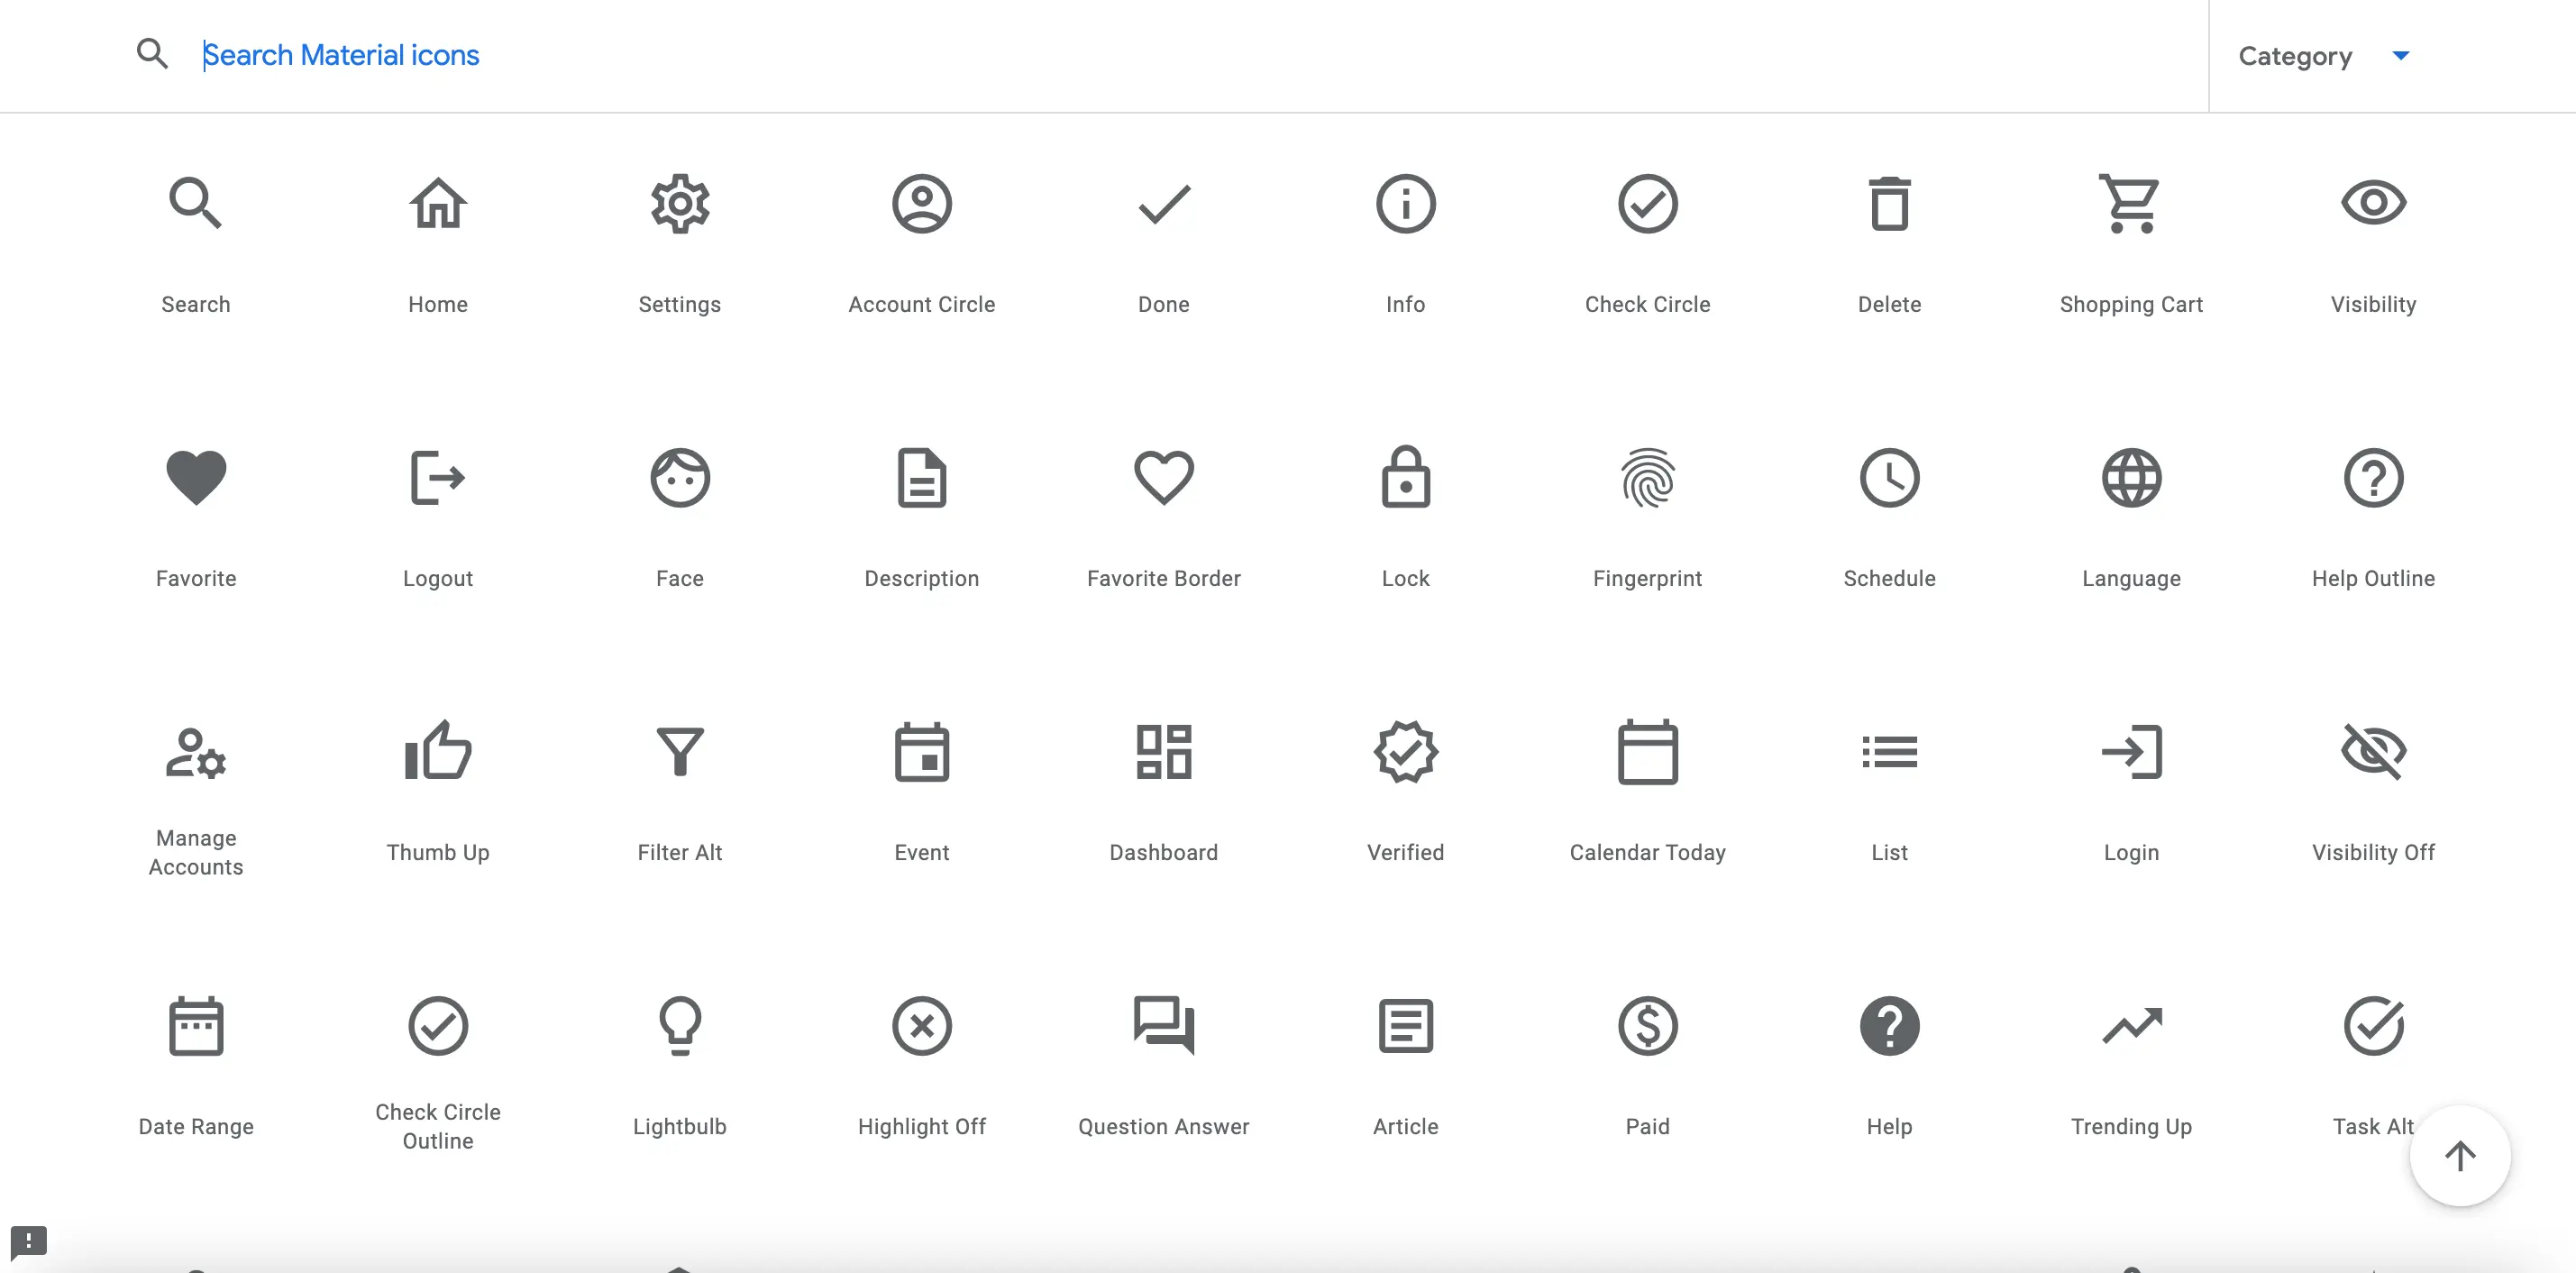 Search Material icons
Category
Search
Home
Settings
Account Circle
Done
Info
Check Circle
Delete
Shopping Cart
Visibility
Favorite
Logout
Face
Description
Favorite Border
Lock
Fingerprint
Schedule
Language
Help Outline
Manage
Accounts
Thumb Up
Filter Alt
Event
Dashboard
Verified
Calendar Today
List
Login
Visibility Off
Date Range
Check Circle
Outline
Lightbulb
Highlight Off
Question Answer
Article
Paid
Help
Trending Up
Task Alt